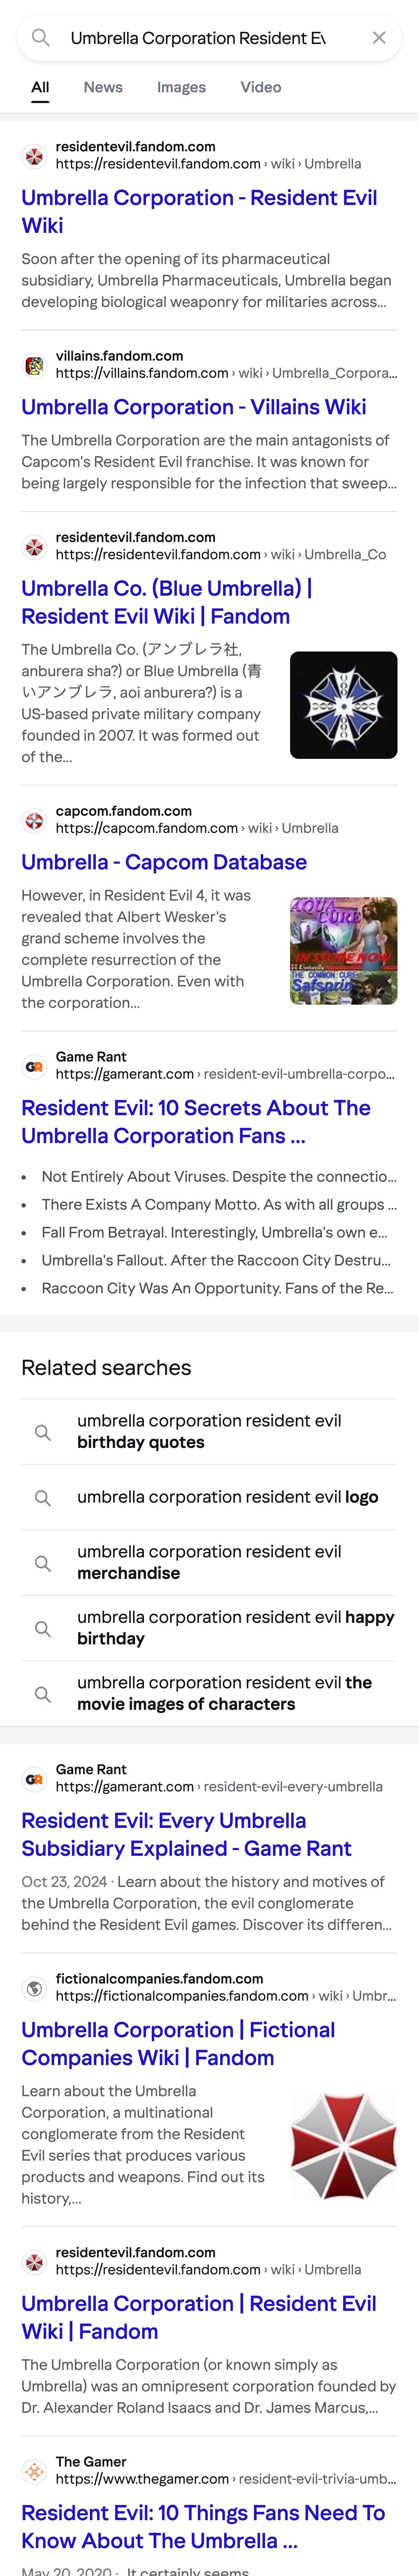 Umbrella Corporation Resident Ev
All News Images Video
residentevil.fandom.com
https://residentevil.fandom.com › wiki › Umbrella
Umbrella Corporation - Resident Evil
Wiki
Soon after the opening of its pharmaceutical
subsidiary, Umbrella Pharmaceuticals, Umbrella began
developing biological weaponry for militaries across...
villains.fandom.com
https://villains.fandom.com › wiki › Umbrella_Corpora...
Umbrella Corporation - Villains Wiki
The Umbrella Corporation are the main antagonists of
Capcom's Resident Evil franchise. It was known for
being largely responsible for the infection that sweep...
residentevil.fandom.com
https://residentevil.fandom.com › wiki › Umbrella_Co
Umbrella Co. (Blue Umbrella) |
Resident Evil Wiki | Fandom
The Umbrella Co. (アンブレラ社,
anburera sha?) or Blue Umbrella (青
いアンブレラ, aoi anburera?) is a
US-based private military company
founded in 2007. It was formed out
of the...
capcom.fandom.com
https://capcom.fandom.com › wiki › Umbrella
Umbrella - Capcom Database
However, in Resident Evil 4, it was
revealed that Albert Wesker's
grand scheme involves the
complete resurrection of the
Umbrella Corporation. Even with
the corporation...
AQUA
CURE
IN STORE NOW
Umbrella
THE COMMON CURE
Safsprin
Game Rant
https://gamerant.com › resident-evil-umbrella-corpo...
Resident Evil: 10 Secrets About The
Umbrella Corporation Fans ...
• Not Entirely About Viruses. Despite the connectio...
• There Exists A Company Motto. As with all groups ...
• Fall From Betrayal. Interestingly, Umbrella's own e...
• Umbrella's Fallout. After the Raccoon City Destru...
• Raccoon City Was An Opportunity. Fans of the Re...
Related searches
umbrella corporation resident evil
birthday quotes
umbrella corporation resident evil logo
umbrella corporation resident evil
merchandise
umbrella corporation resident evil happy
birthday
umbrella corporation resident evil the
movie images of characters
Game Rant
https://gamerant.com › resident-evil-every-umbrella
Resident Evil: Every Umbrella
Subsidiary Explained - Game Rant
Oct 23, 2024 · Learn about the history and motives of
the Umbrella Corporation, the evil conglomerate
behind the Resident Evil games. Discover its differen...
fictionalcompanies.fandom.com
https://fictionalcompanies.fandom.com › wiki › Umbr...
Umbrella Corporation | Fictional
Companies Wiki | Fandom
Learn about the Umbrella
Corporation, a multinational
conglomerate from the Resident
Evil series that produces various
products and weapons. Find out its
history,...
residentevil.fandom.com
https://residentevil.fandom.com › wiki › Umbrella
Umbrella Corporation | Resident Evil
Wiki | Fandom
The Umbrella Corporation (or known simply as
Umbrella) was an omnipresent corporation founded by
Dr. Alexander Roland Isaacs and Dr. James Marcus,...
The Gamer
https://www.thegamer.com › resident-evil-trivia-umb...
Resident Evil: 10 Things Fans Need To
Know About The Umbrella ...
May 20, 2020 · It certainly seems